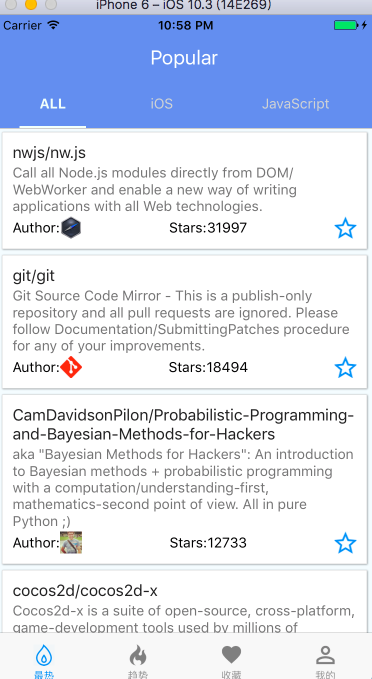 iPhone 6 – iOS 10.3 (14E269)
Carrier 10:58 PM
Popular
ALL iOS JavaScript
nwjs/nw.js
Call all Node.js modules directly from DOM/
WebWorker and enable a new way of writing
applications with all Web technologies.
Author: Stars:31997
git/git
Git Source Code Mirror - This is a publish-only
repository and all pull requests are ignored. Please
follow Documentation/SubmittingPatches procedure
for any of your improvements.
Author: Stars:18494
CamDavidsonPilon/Probabilistic-Programming-
and-Bayesian-Methods-for-Hackers
aka "Bayesian Methods for Hackers": An introduction
to Bayesian methods + probabilistic programming
with a computation/understanding-first,
mathematics-second point of view. All in pure
Python ;)
Author: Stars:12733
cocos2d/cocos2d-x
Cocos2d-x is a suite of open-source, cross-platform,
game-development tools used by millions of
最热 趋势 收藏 我的